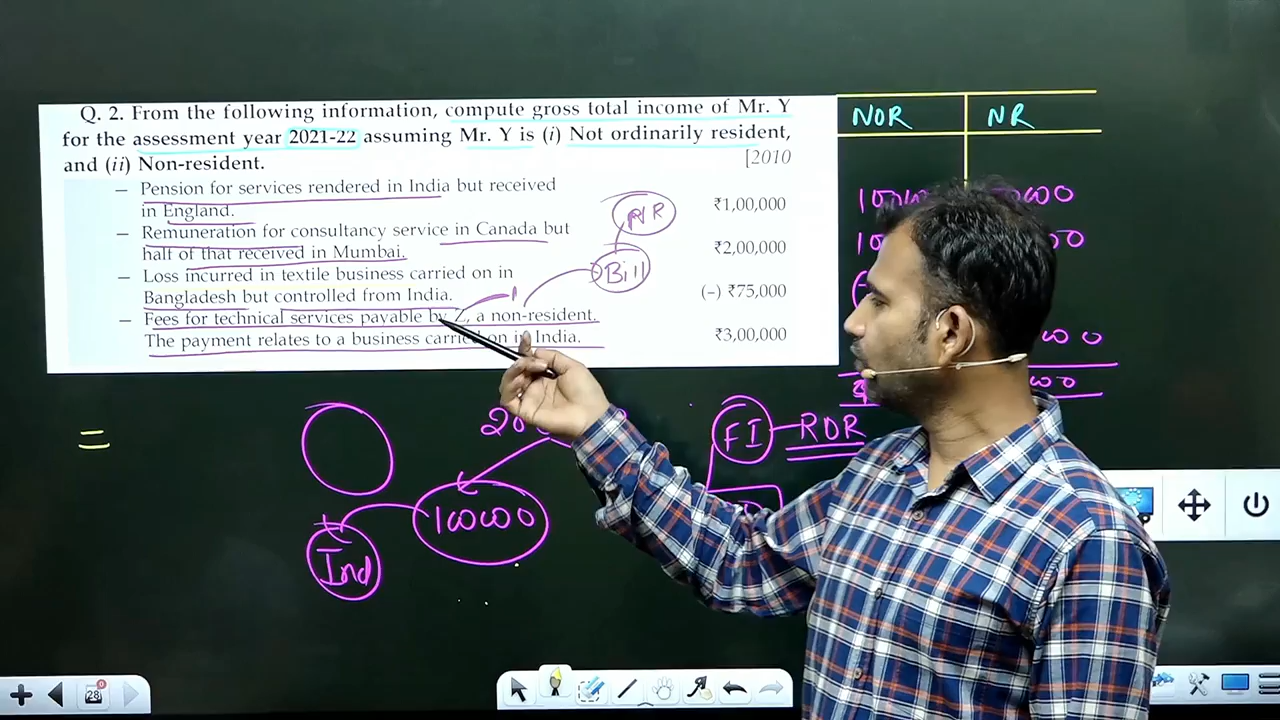 Q. 2. From the following information, compute gross total income of Mr. Y
for the assessment year 2021-22 assuming Mr. Y is (i) Not ordinarily resident,
and (ii) Non-resident. [2010
– Pension for services rendered in India but received
in England. ₹1,00,000
– Remuneration for consultancy service in Canada but
half of that received in Mumbai. ₹2,00,000
– Loss incurred in textile business carried on in
Bangladesh but controlled from India. (–) ₹75,000
– Fees for technical services payable by Z, a non-resident.
The payment relates to a business carried on in India. ₹3,00,000
NR
Bill
NOR NR
=
FI ROR
100000
Ind
28